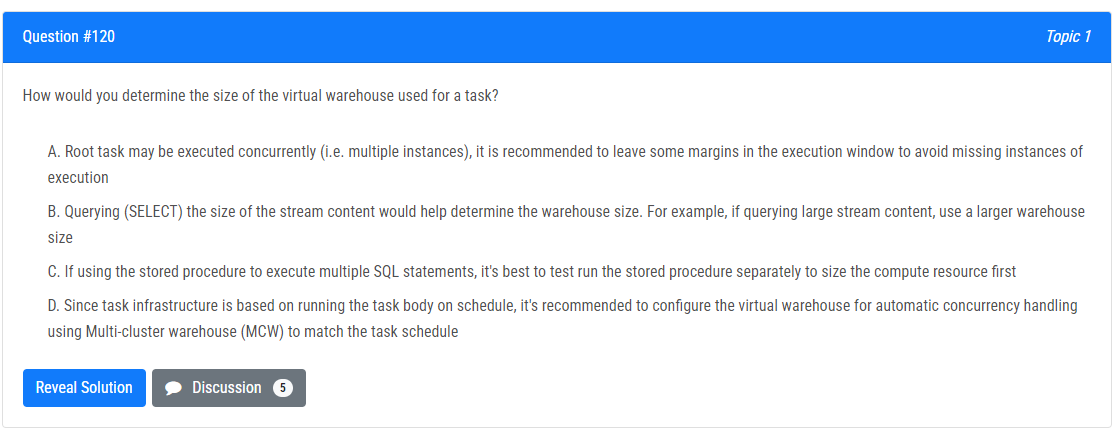 Question #120
Topic 1
How would you determine the size of the virtual warehouse used for a task?
A. Root task may be executed concurrently (i.e. multiple instances), it is recommended to leave some margins in the execution window to avoid missing instances of
execution
B. Querying (SELECT) the size of the stream content would help determine the warehouse size. For example, if querying large stream content, use a larger warehouse
size
C. If using the stored procedure to execute multiple SQL statements, it's best to test run the stored procedure separately to size the compute resource first
D. Since task infrastructure is based on running the task body on schedule, it's recommended to configure the virtual warehouse for automatic concurrency handling
using Multi-cluster warehouse (MCW) to match the task schedule
Reveal Solution
Discussion 5